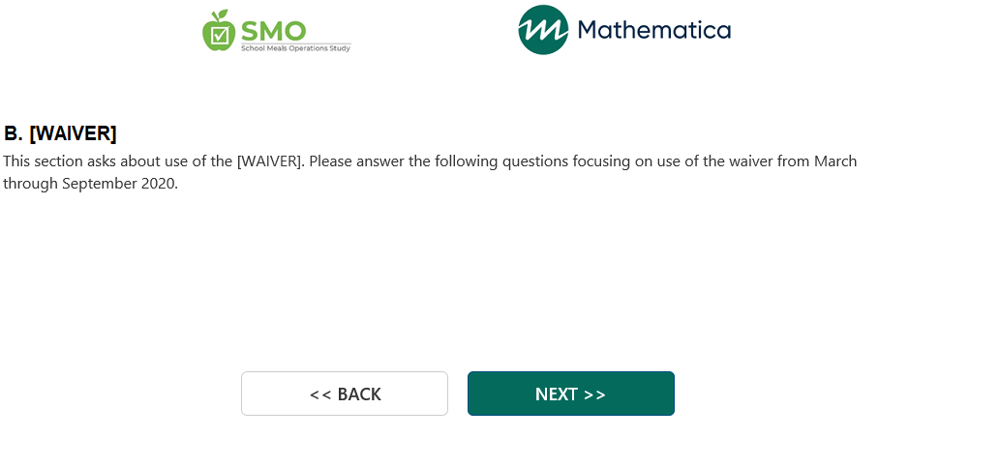 SMO
School Meals Operations Study
Mathematica
B. [WAIVER]
This section asks about use of the [WAIVER]. Please answer the following questions focusing on use of the waiver from March
through September 2020.
<< BACK
NEXT >>